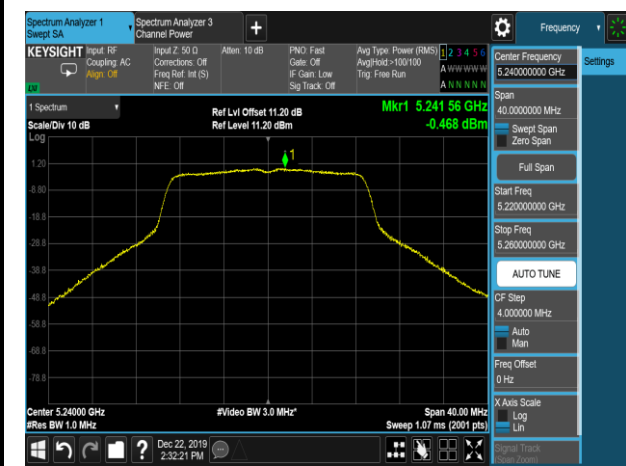 Spectrum Analyzer 1
Swept SA
Spectrum Analyzer 3
Channel Power
+
Frequency
KEYSIGHT
Input: RF
Coupling: AC
Align: Off
Input Z: 50 Ω
Corrections: Off
Freq Ref: Int (S)
NFE: Off
Atten: 10 dB
PNO: Fast
Gate: Off
IF Gain: Low
Sig Track: Off
Avg Type: Power (RMS)
Avg|Hold:>100/100
Trig: Free Run
1 2 3 4 5 6
A W W W W W
A N N N N N
LXI
1 Spectrum
Scale/Div 10 dB
Log
Ref Lvl Offset 11.20 dB
Ref Level 11.20 dBm
Mkr1 5.241 56 GHz
-0.468 dBm
1
1.20
-8.80
-18.8
-28.8
-38.8
-48.8
-58.8
-68.8
-78.8
Center 5.24000 GHz
#Res BW 1.0 MHz
#Video BW 3.0 MHz*
Span 40.00 MHz
Sweep 1.07 ms (2001 pts)
Center Frequency
5.240000000 GHz
Settings
Span
40.0000000 MHz
Swept Span
Zero Span
Full Span
Start Freq
5.220000000 GHz
Stop Freq
5.260000000 GHz
AUTO TUNE
CF Step
4.000000 MHz
Auto
Man
Freq Offset
0 Hz
X Axis Scale
Log
Lin
Signal Track
(Span Zoom)
?
Dec 22, 2019
2:32:21 PM